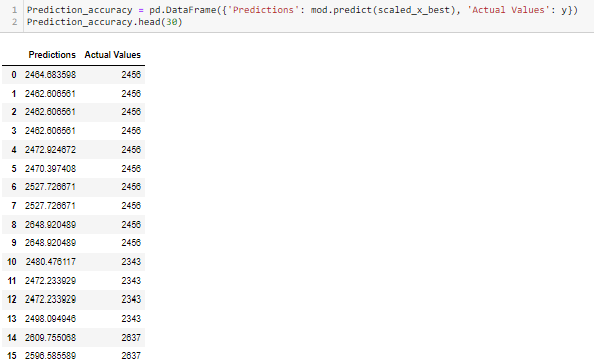 1 Prediction_accuracy = pd.DataFrame({'Predictions': mod.predict(scaled_x_best), 'Actual Values': y})
2 Prediction_accuracy.head(30)
Predictions Actual Values
0 2464.683598 2456
1 2462.606561 2456
2 2462.606561 2456
3 2462.606561 2456
4 2472.924672 2456
5 2470.397408 2456
6 2527.726671 2456
7 2527.726671 2456
8 2648.920489 2456
9 2648.920489 2456
10 2480.476117 2343
11 2472.233929 2343
12 2472.233929 2343
13 2498.094946 2343
14 2609.755068 2637
15 2596.585589 2637